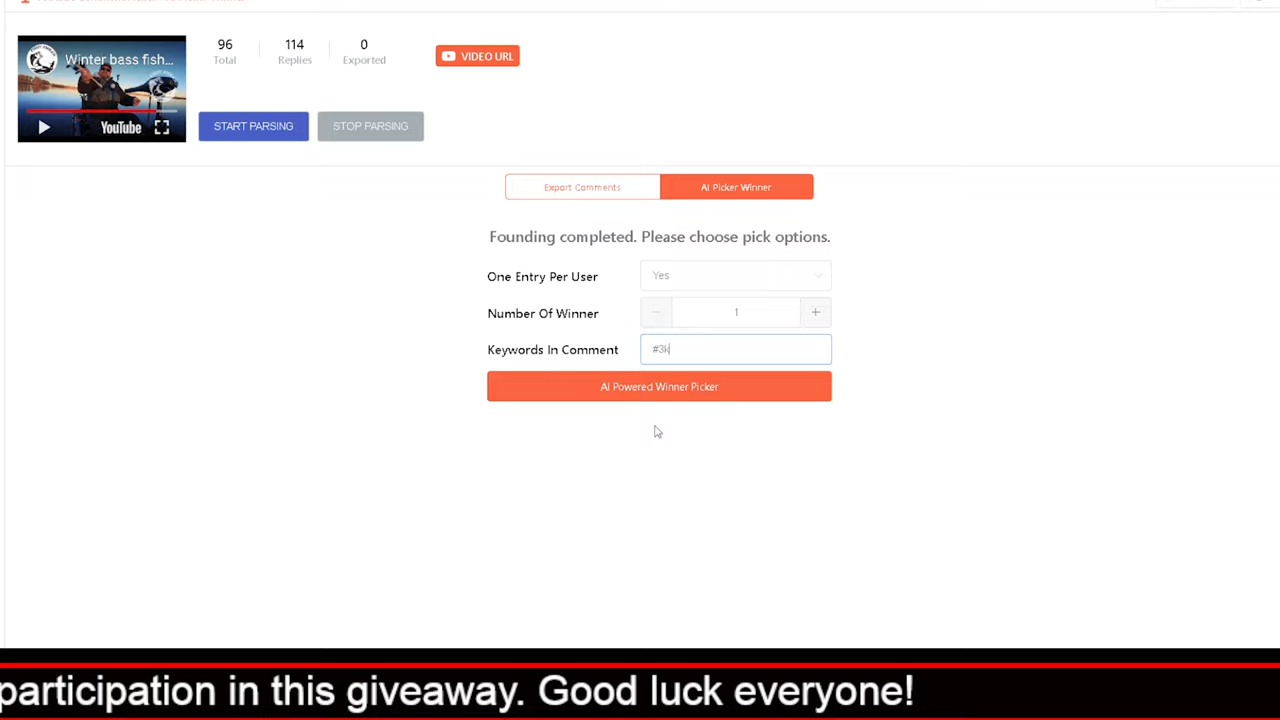 96
114
0
Total
Replies
Exported
VIDEO URL
Winter bass fish...
YouTube
START PARSING
STOP PARSING
Export Comments
AI Picker Winner
Founding completed. Please choose pick options.
One Entry Per User
Yes
Number Of Winner
1
Keywords In Comment
#3k
AI Powered Winner Picker
participation in this giveaway. Good luck everyone!